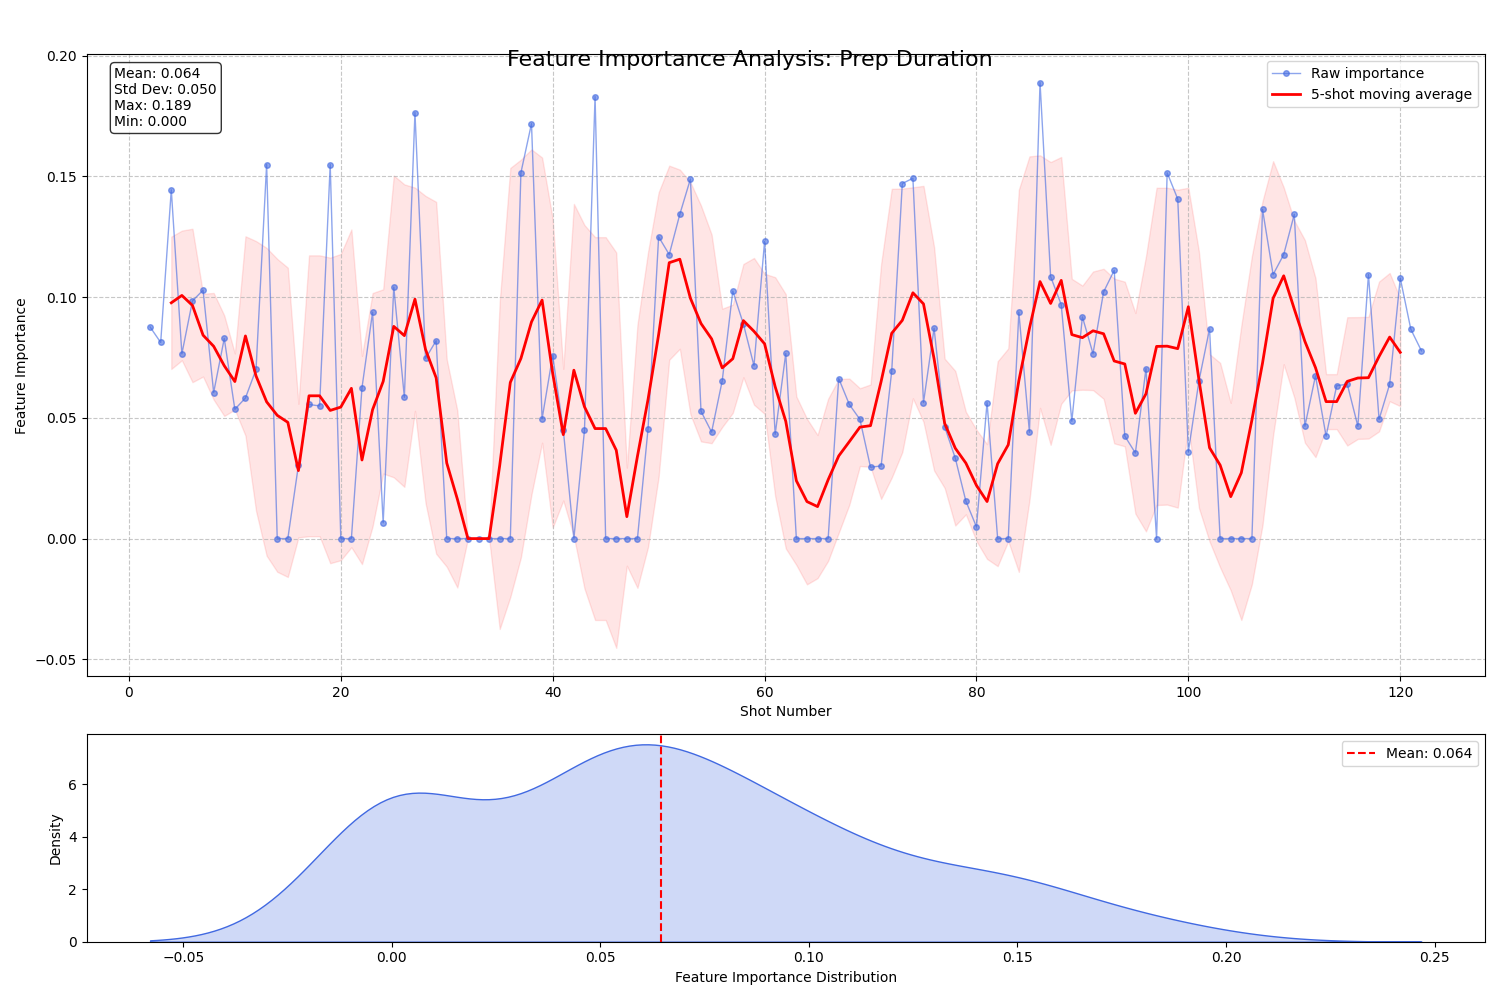 Feature Importance Analysis: Prep Duration
Mean: 0.064
Std Dev: 0.050
Max: 0.189
Min: 0.000
Raw importance
5-shot moving average
0.20
0.15
0.10
0.05
0.00
−0.05
Feature Importance
0 20 40 60 80 100 120
Shot Number
Mean: 0.064
6
4
2
0
Density
−0.05 0.00 0.05 0.10 0.15 0.20 0.25
Feature Importance Distribution